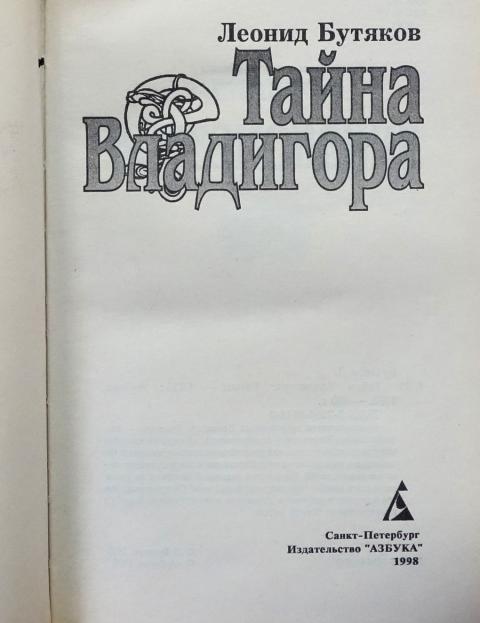 Леонид Бутяков
Тайна
Владигора
Санкт-Петербург
Издательство "АЗБУКА"
1998